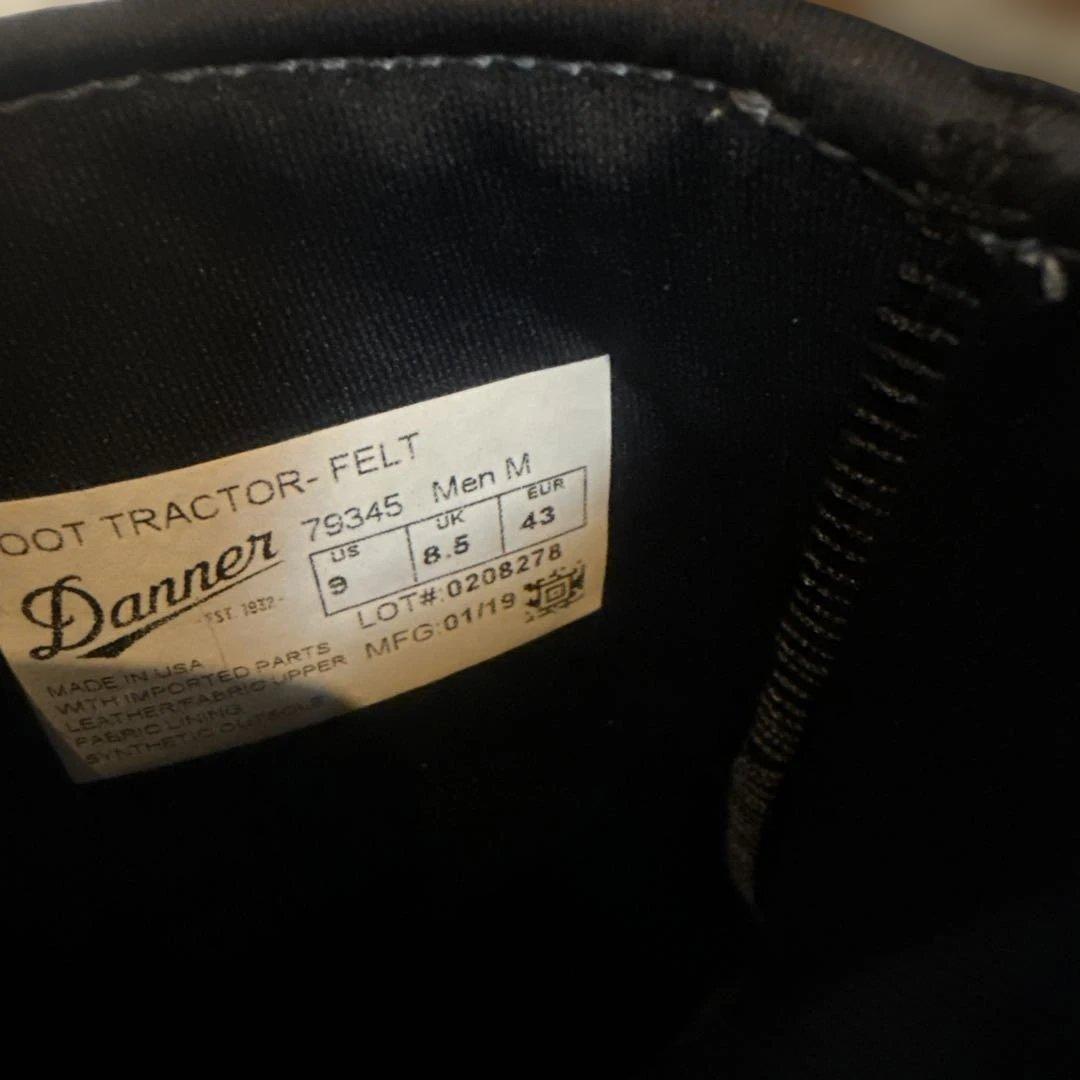 OOT TRACTOR- FELT
79345 Men M
Danner
EST. 1932-
US UK EUR
9 8.5 43
LOT#:0208278
MFG:01/19
MADE IN USA
WITH IMPORTED PARTS
LEATHER/FABRIC UPPER
FABRIC LINING
SYNTHETIC OUTSOLE